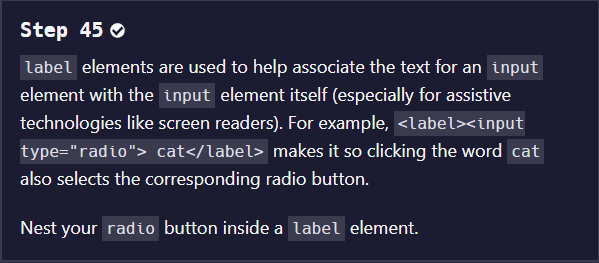 Step 45
label elements are used to help associate the text for an input
element with the input element itself (especially for assistive
technologies like screen readers). For example, <label><input
type="radio"> cat</label> makes it so clicking the word cat
also selects the corresponding radio button.
Nest your radio button inside a label element.